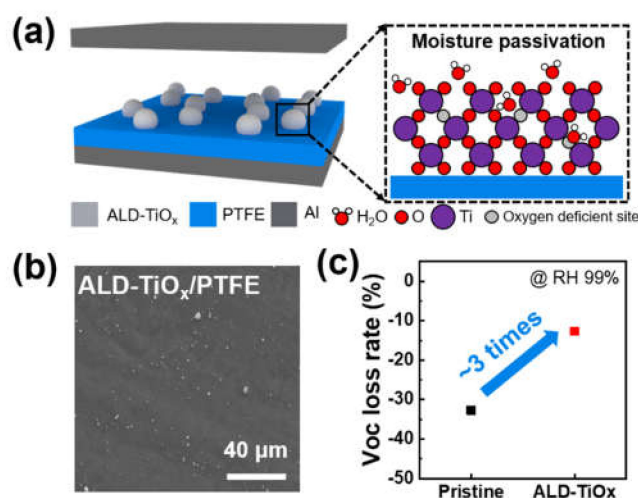 (a)
Moisture passivation
ALD-TiOx
PTFE
Al
H2O
O
Ti
Oxygen deficient site
(b)
ALD-TiOx/PTFE
40 μm
(c)
@ RH 99%
~3 times
Voc loss rate (%)
0
-10
-20
-30
-40
-50
Pristine
ALD-TiOx